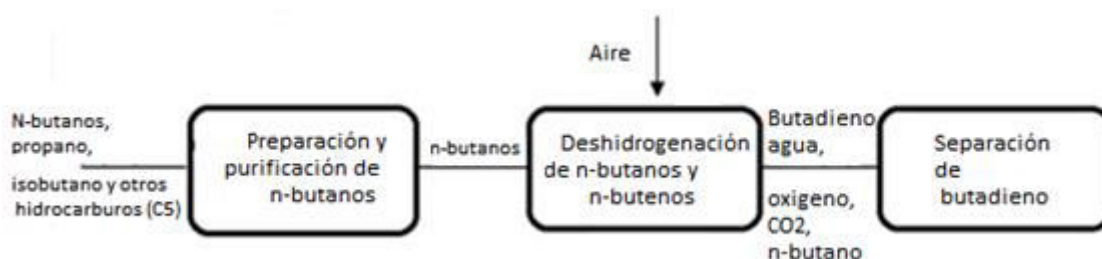 Aire
N-butanos,
propano,
isobutano y otros
hidrocarburos (C5)
Preparación y
purificación de
n-butanos
n-butanos
Deshidrogenación
de n-butanos y
n-butenos
Butadieno
agua,
oxigeno,
CO2,
n-butano
Separación
de
butadieno